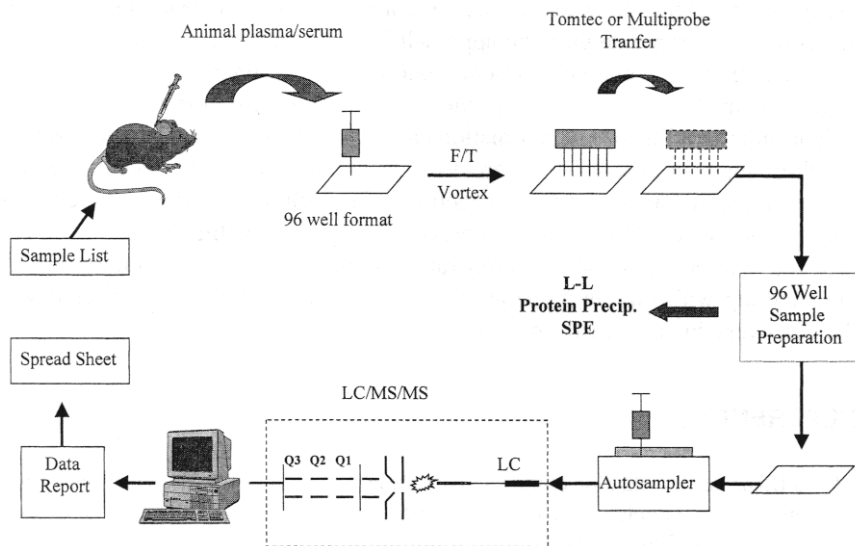 Animal plasma/serum
Tomtec or Multiprobe
Tranfer
F/T
Vortex
96 well format
Sample List
L-L
Protein Precip.
SPE
96 Well
Sample
Preparation
Spread Sheet
LC/MS/MS
Q3 Q2 Q1
LC
Data
Report
Autosampler